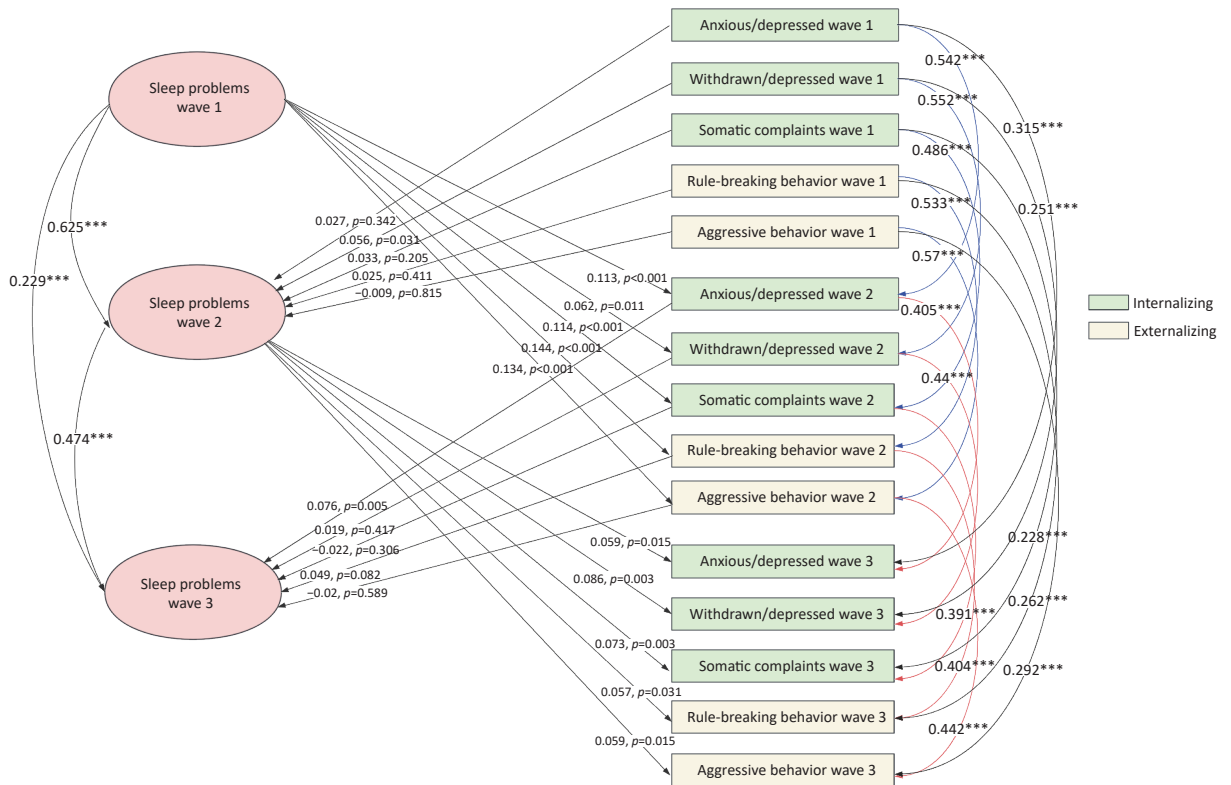 Sleep problems
wave 1
Sleep problems
wave 2
Sleep problems
wave 3
0.625***
0.229***
0.474***
0.027, p=0.342
0.056, p=0.031
0.033, p=0.205
0.025, p=0.411
−0.009, p=0.815
0.113, p<0.001
0.062, p=0.011
0.114, p<0.001
0.144, p<0.001
0.134, p<0.001
0.076, p=0.005
0.019, p=0.417
−0.022, p=0.306
0.049, p=0.082
−0.02, p=0.589
0.059, p=0.015
0.086, p=0.003
0.073, p=0.003
0.057, p=0.031
0.059, p=0.015
Anxious/depressed wave 1
Withdrawn/depressed wave 1
Somatic complaints wave 1
Rule-breaking behavior wave 1
Aggressive behavior wave 1
Anxious/depressed wave 2
Withdrawn/depressed wave 2
Somatic complaints wave 2
Rule-breaking behavior wave 2
Aggressive behavior wave 2
Anxious/depressed wave 3
Withdrawn/depressed wave 3
Somatic complaints wave 3
Rule-breaking behavior wave 3
Aggressive behavior wave 3
0.542***
0.552***
0.486***
0.533***
0.57***
0.405***
0.44***
0.391***
0.404***
0.442***
0.315***
0.251***
0.228***
0.262***
0.292***
Internalizing
Externalizing